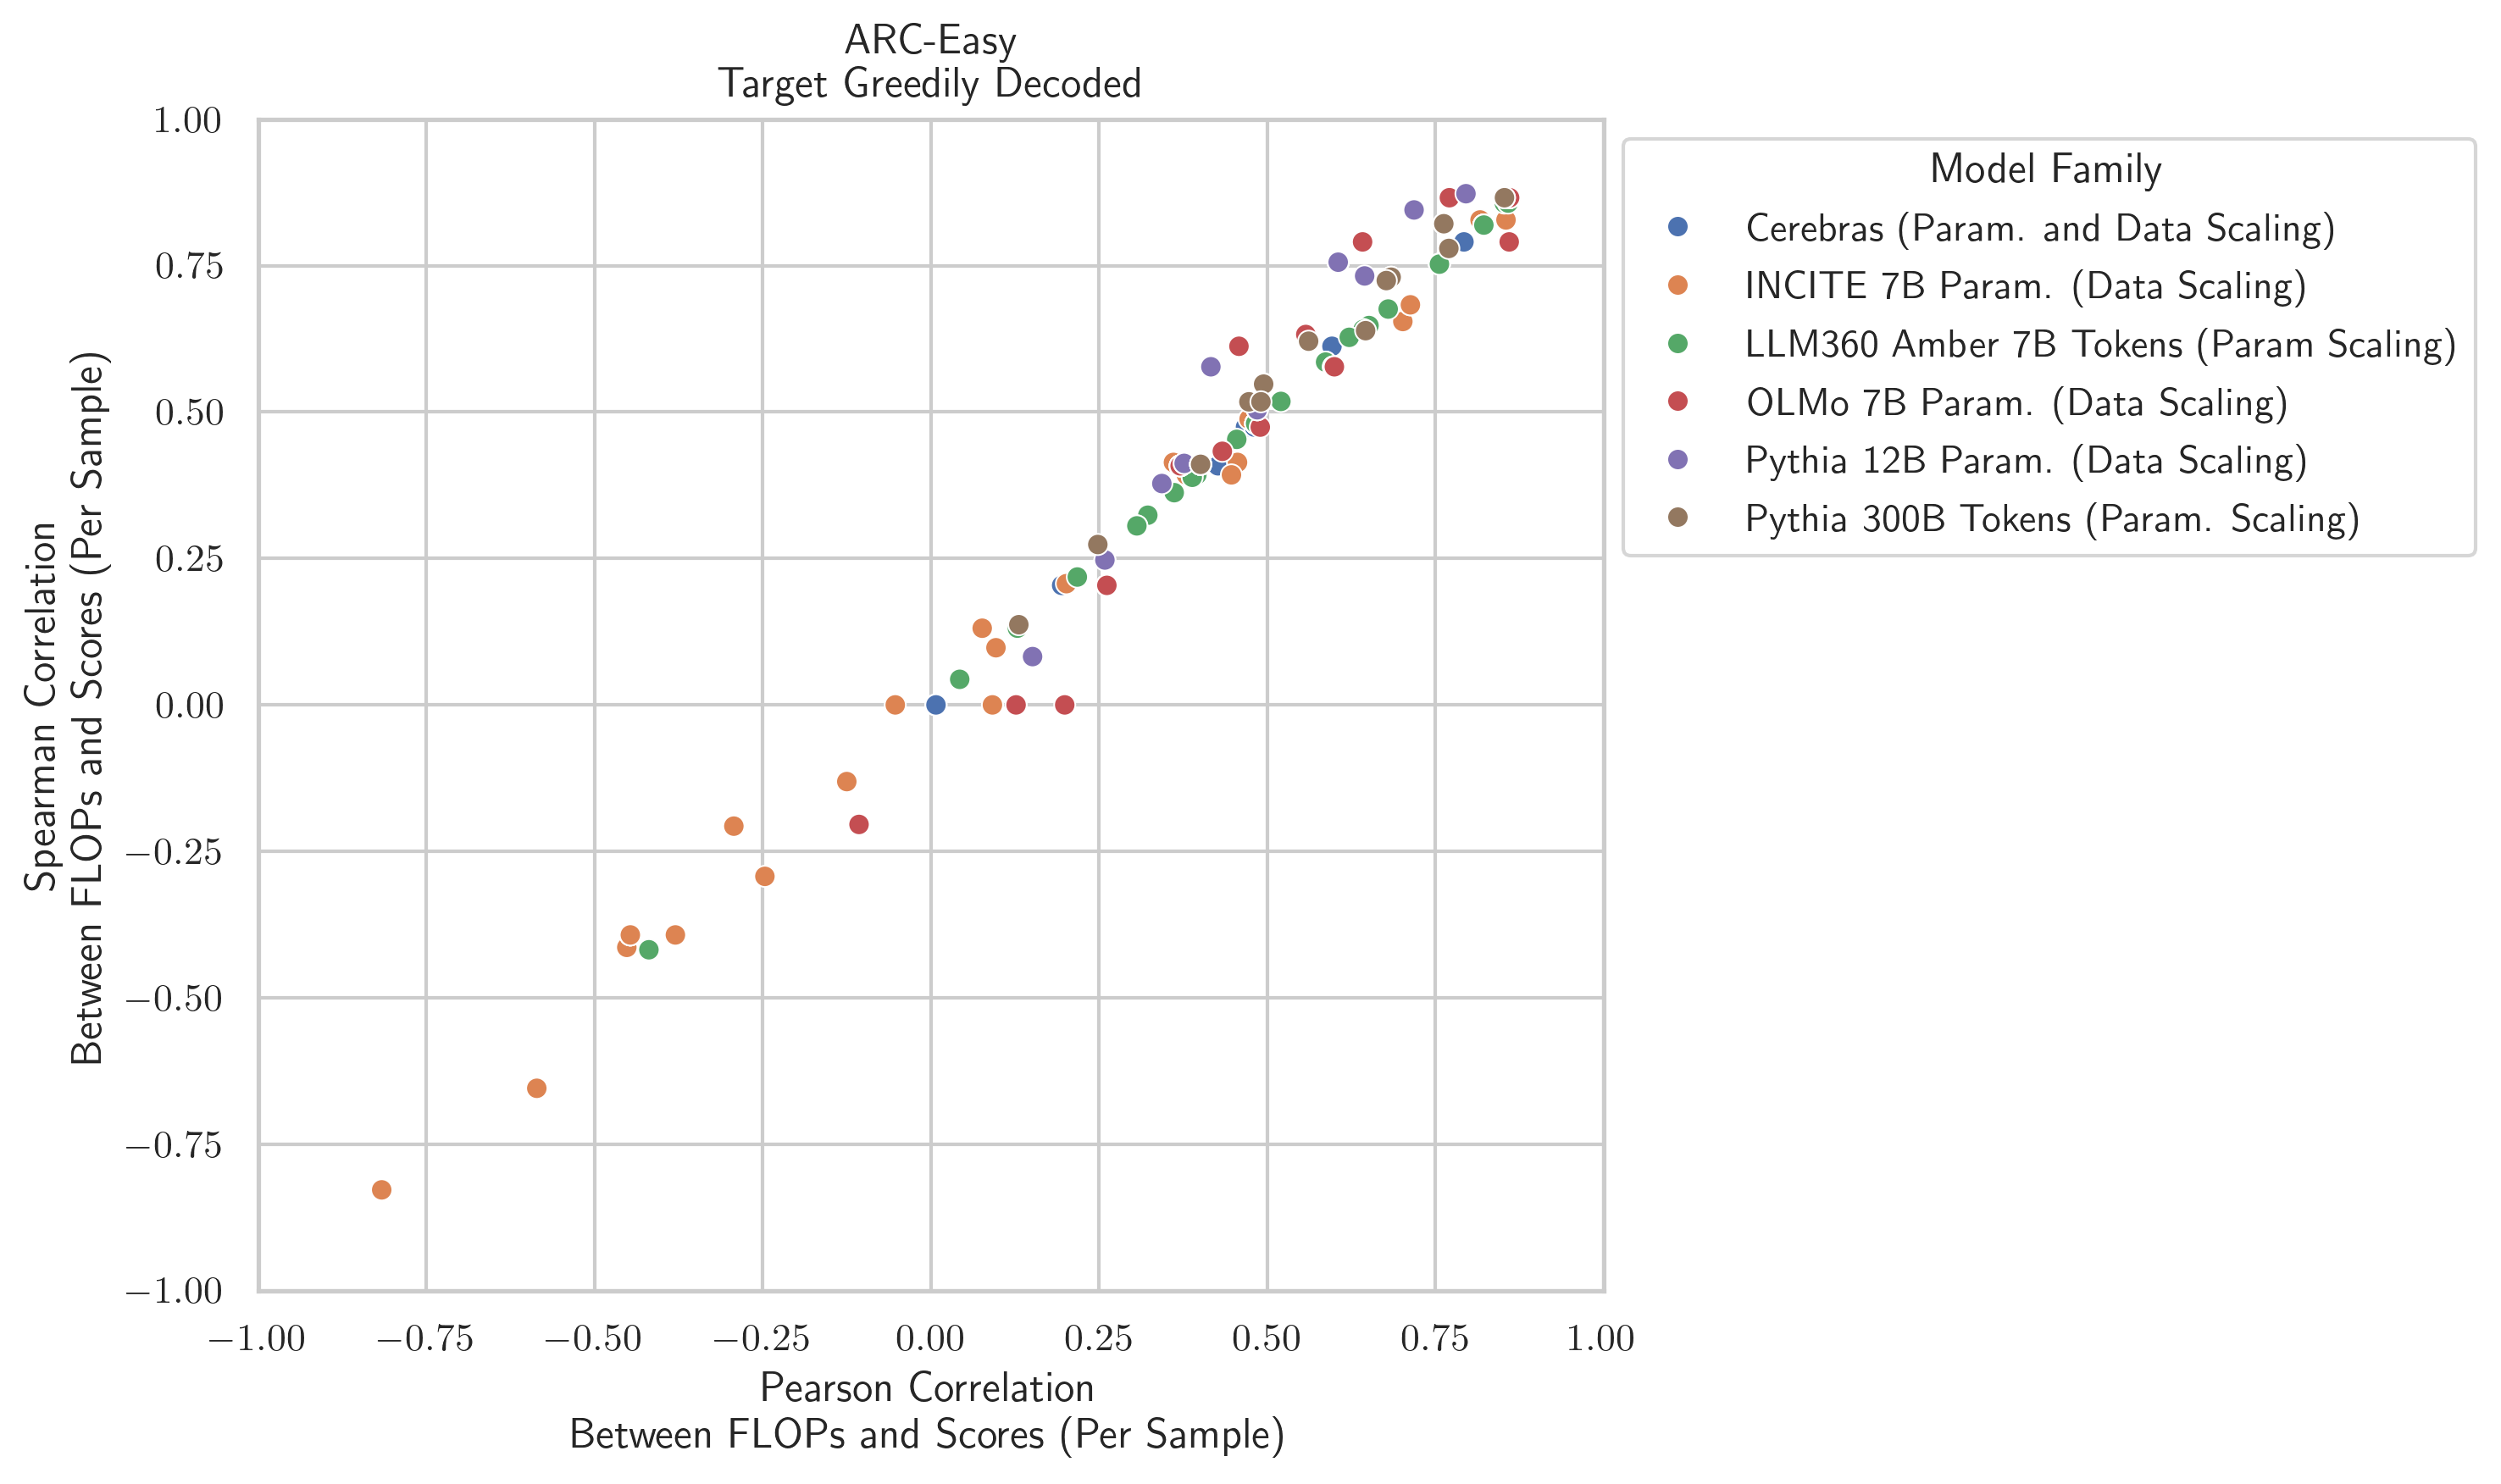 ARC-Easy
Target Greedily Decoded
1.00
0.75
0.50
0.25
0.00
−0.25
−0.50
−0.75
−1.00
Spearman Correlation
Between FLOPs and Scores (Per Sample)
−1.00 −0.75 −0.50 −0.25 0.00 0.25 0.50 0.75 1.00
Pearson Correlation
Between FLOPs and Scores (Per Sample)
Model Family
Cerebras (Param. and Data Scaling)
INCITE 7B Param. (Data Scaling)
LLM360 Amber 7B Tokens (Param Scaling)
OLMo 7B Param. (Data Scaling)
Pythia 12B Param. (Data Scaling)
Pythia 300B Tokens (Param. Scaling)